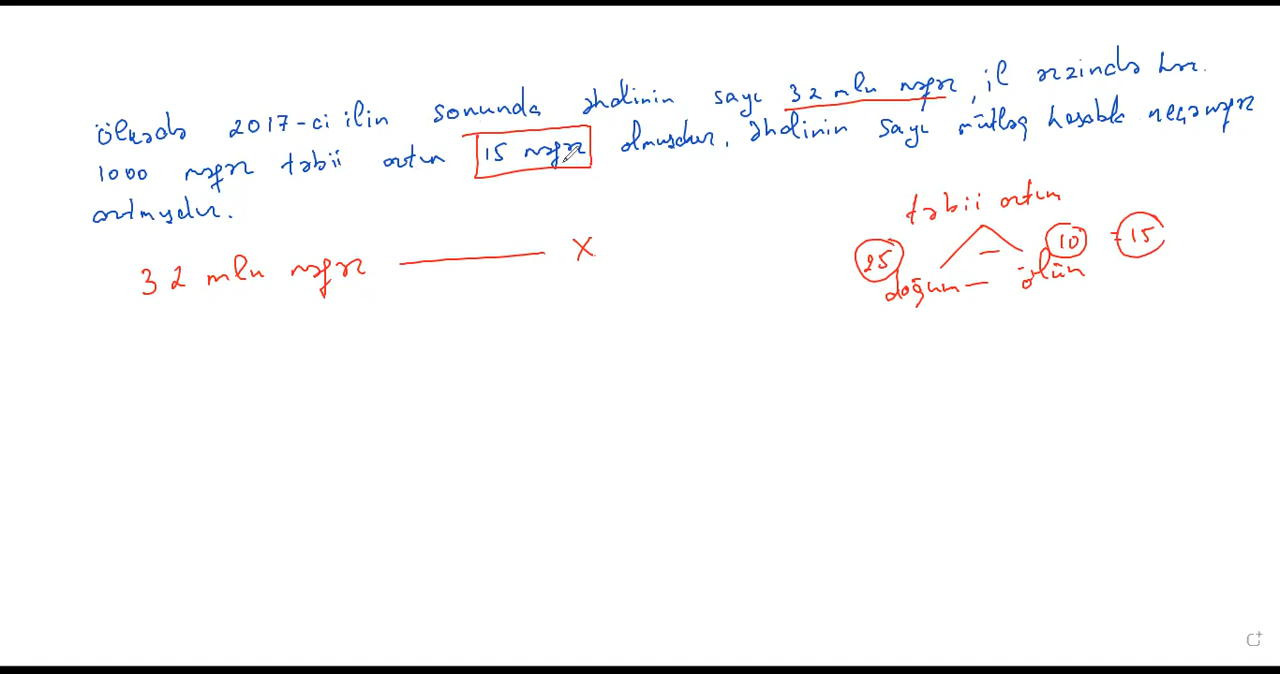 Ölkədə 2017-ci ilin sonunda əhalinin sayı 32 mln nəfər, il ərzində hər
1000 nəfər təbii artım 15 nəfər olmuşdur. Əhalinin sayı mütləq hesabla neçə nəfər
artmışdır.
təbii artım
25 – 10 = 15
doğum – ölüm
32 mln nəfər — X